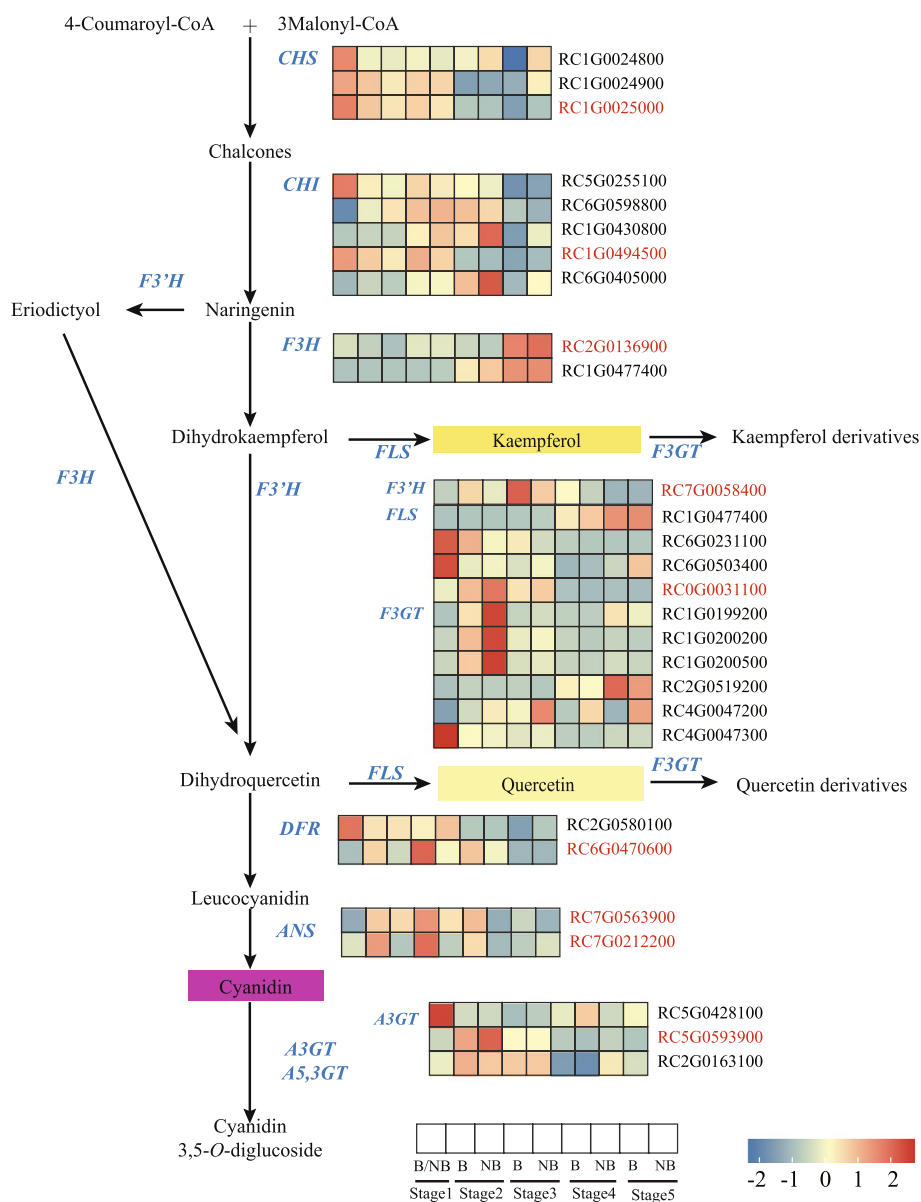 4-Coumaroyl-CoA + 3Malonyl-CoA
CHS
RC1G0024800
RC1G0024900
RC1G0025000
Chalcones
CHI
RC5G0255100
RC6G0598800
RC1G0430800
RC1G0494500
RC6G0405000
F3'H
Eriodictyol
Naringenin
F3H
RC2G0136900
RC1G0477400
Dihydrokaempferol
FLS
Kaempferol
F3GT
Kaempferol derivatives
F3H
F3'H
F3'H
RC7G0058400
FLS
RC1G0477400
RC6G0231100
RC6G0503400
RC0G0031100
F3GT
RC1G0199200
RC1G0200200
RC1G0200500
RC2G0519200
RC4G0047200
RC4G0047300
Dihydroquercetin
FLS
Quercetin
F3GT
Quercetin derivatives
DFR
RC2G0580100
RC6G0470600
Leucocyanidin
ANS
RC7G0563900
RC7G0212200
Cyanidin
A3GT
RC5G0428100
RC5G0593900
RC2G0163100
A3GT
A5,3GT
Cyanidin
3,5-O-diglucoside
B/NB B NB B NB B NB B NB
Stage1 Stage2 Stage3 Stage4 Stage5
-2 -1 0 1 2